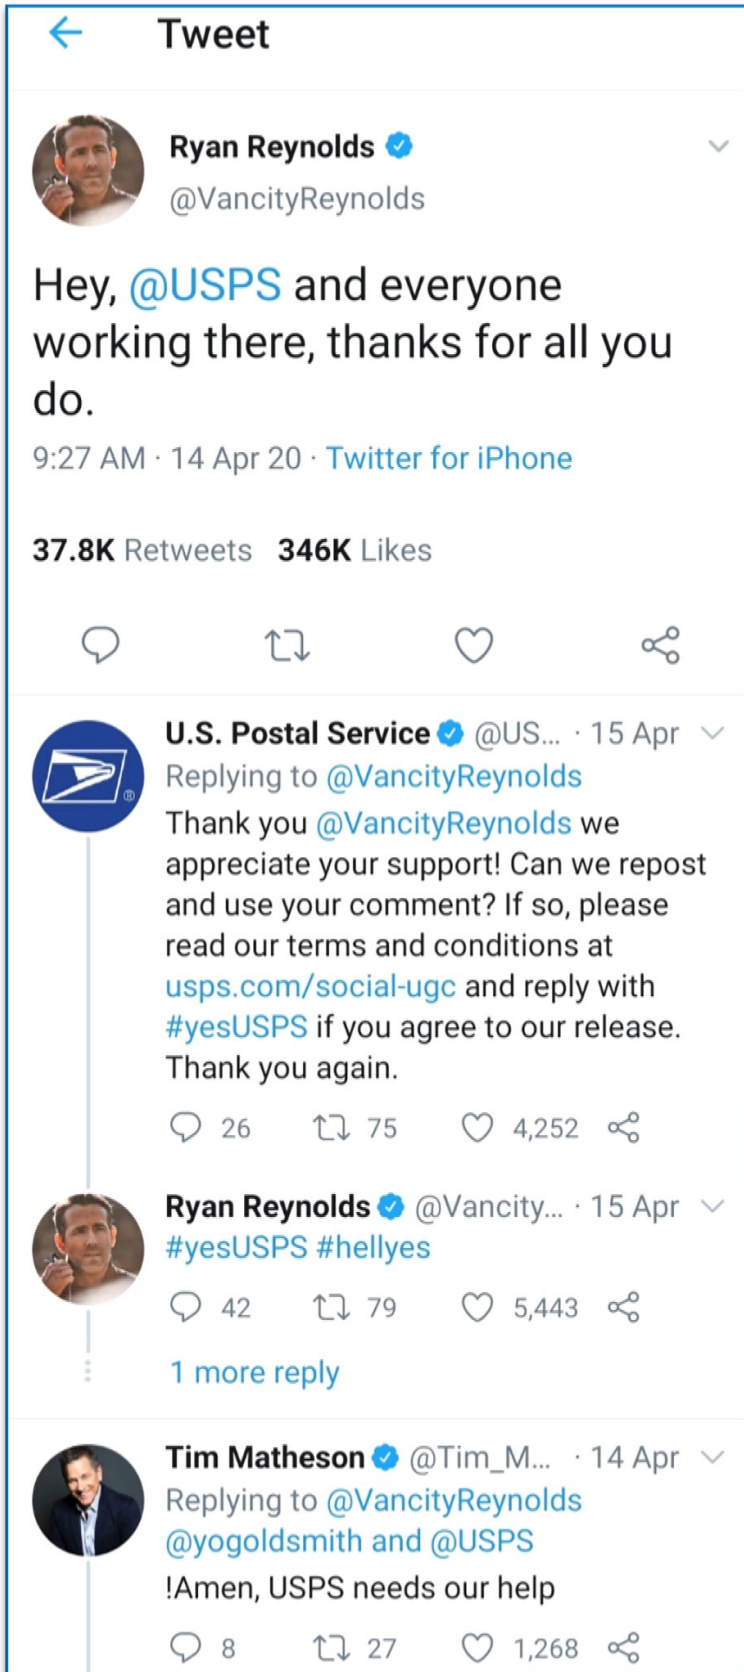 Tweet
Ryan Reynolds
@VancityReynolds
Hey, @USPS and everyone
working there, thanks for all you
do.
9:27 AM · 14 Apr 20 · Twitter for iPhone
37.8K Retweets 346K Likes
U.S. Postal Service @US... · 15 Apr
Replying to @VancityReynolds
Thank you @VancityReynolds we
appreciate your support! Can we repost
and use your comment? If so, please
read our terms and conditions at
usps.com/social-ugc and reply with
#yesUSPS if you agree to our release.
Thank you again.
26 75 4,252
Ryan Reynolds @Vancity... · 15 Apr
#yesUSPS #hellyes
42 79 5,443
1 more reply
Tim Matheson @Tim_M... · 14 Apr
Replying to @VancityReynolds
@yogoldsmith and @USPS
!Amen, USPS needs our help
8 27 1,268